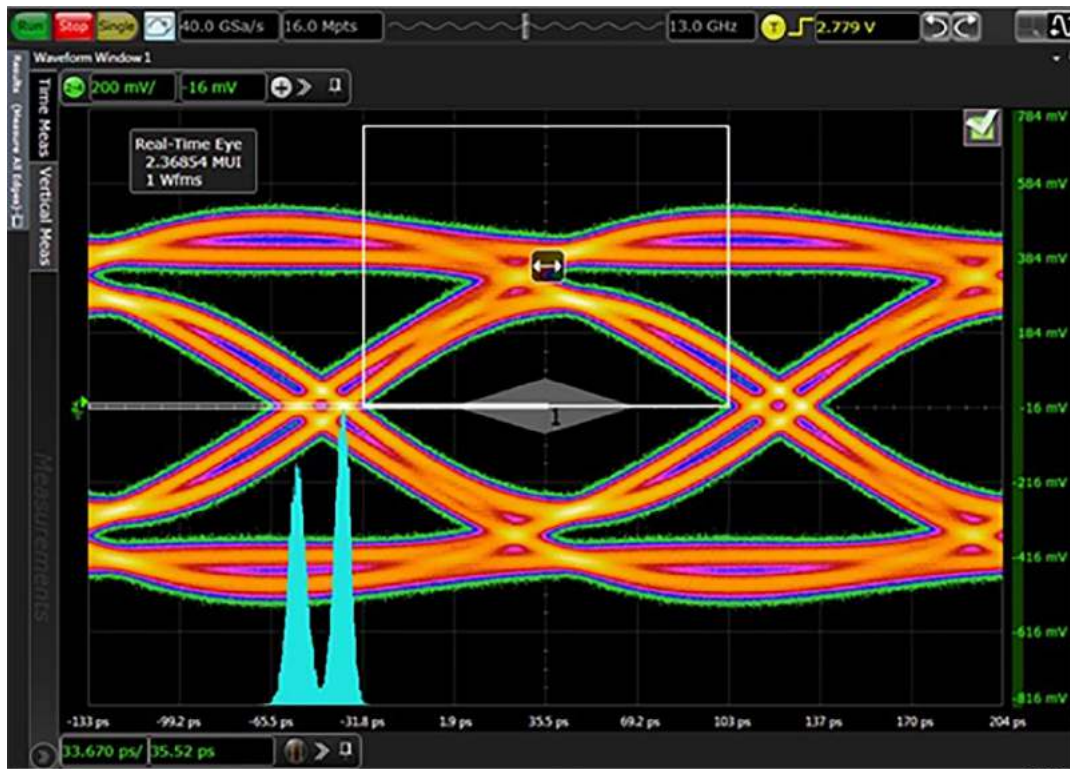 Run Stop Single 40.0 GSa/s 16.0 Mpts 13.0 GHz T 2.779 V
Waveform Window 1
200 mV/ -16 mV
Results (Measure All Edges)
Time Meas
Vertical Meas
Measurements
Real-Time Eye
2.36854 MUI
1 Wfms
784 mV
584 mV
384 mV
184 mV
-16 mV
-216 mV
-416 mV
-616 mV
-816 mV
1
-133 ps -99.2 ps -65.5 ps -31.8 ps 1.9 ps 35.5 ps 69.2 ps 103 ps 137 ps 170 ps 204 ps
33.670 ps/ 35.52 ps